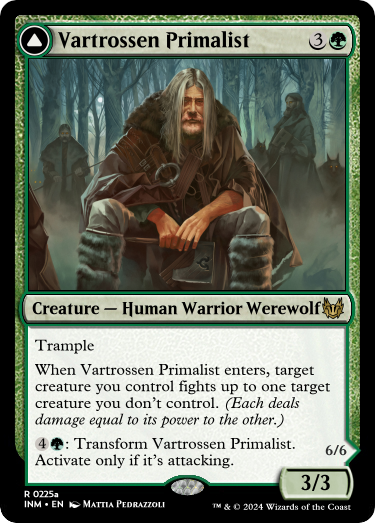 Vartrossen Primalist 3
Creature — Human Warrior Werewolf
Trample
When Vartrossen Primalist enters, target
creature you control fights up to one target
creature you don't control. (Each deals
damage equal to its power to the other.)
4: Transform Vartrossen Primalist.
Activate only if it's attacking.
6/6
3/3
R 0225a
INM • EN Mattia Pedrazzoli
™ & © 2024 Wizards of the Coast